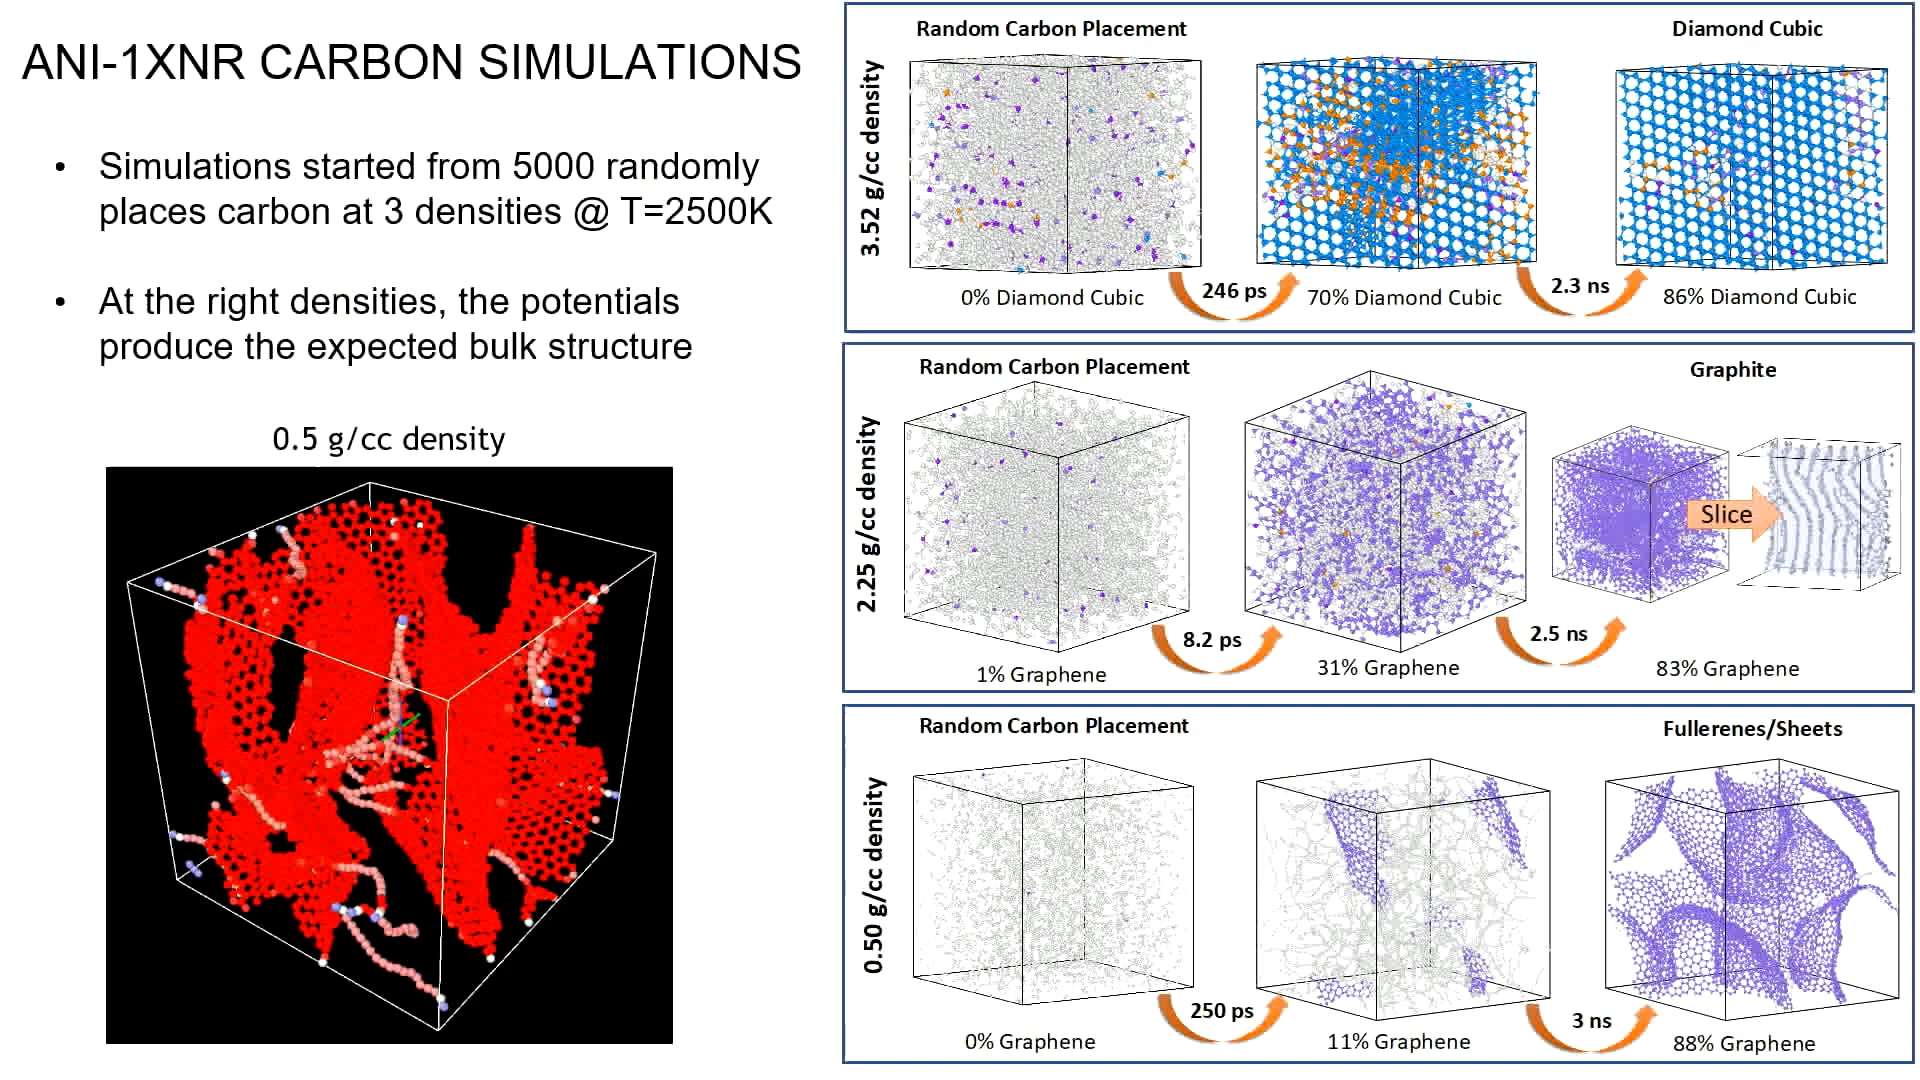 ANI-1XNR CARBON SIMULATIONS
• Simulations started from 5000 randomly
places carbon at 3 densities @ T=2500K
• At the right densities, the potentials
produce the expected bulk structure
0.5 g/cc density
3.52 g/cc density
Random Carbon Placement
Diamond Cubic
0% Diamond Cubic
246 ps
70% Diamond Cubic
2.3 ns
86% Diamond Cubic
2.25 g/cc density
Random Carbon Placement
Graphite
Slice
1% Graphene
8.2 ps
31% Graphene
2.5 ns
83% Graphene
0.50 g/cc density
Random Carbon Placement
Fullerenes/Sheets
0% Graphene
250 ps
11% Graphene
3 ns
88% Graphene